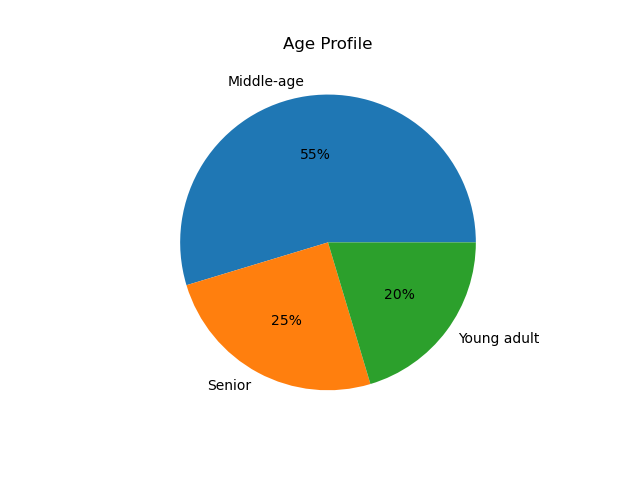 Age Profile
Middle-age
55%
20%
25%
Young adult
Senior